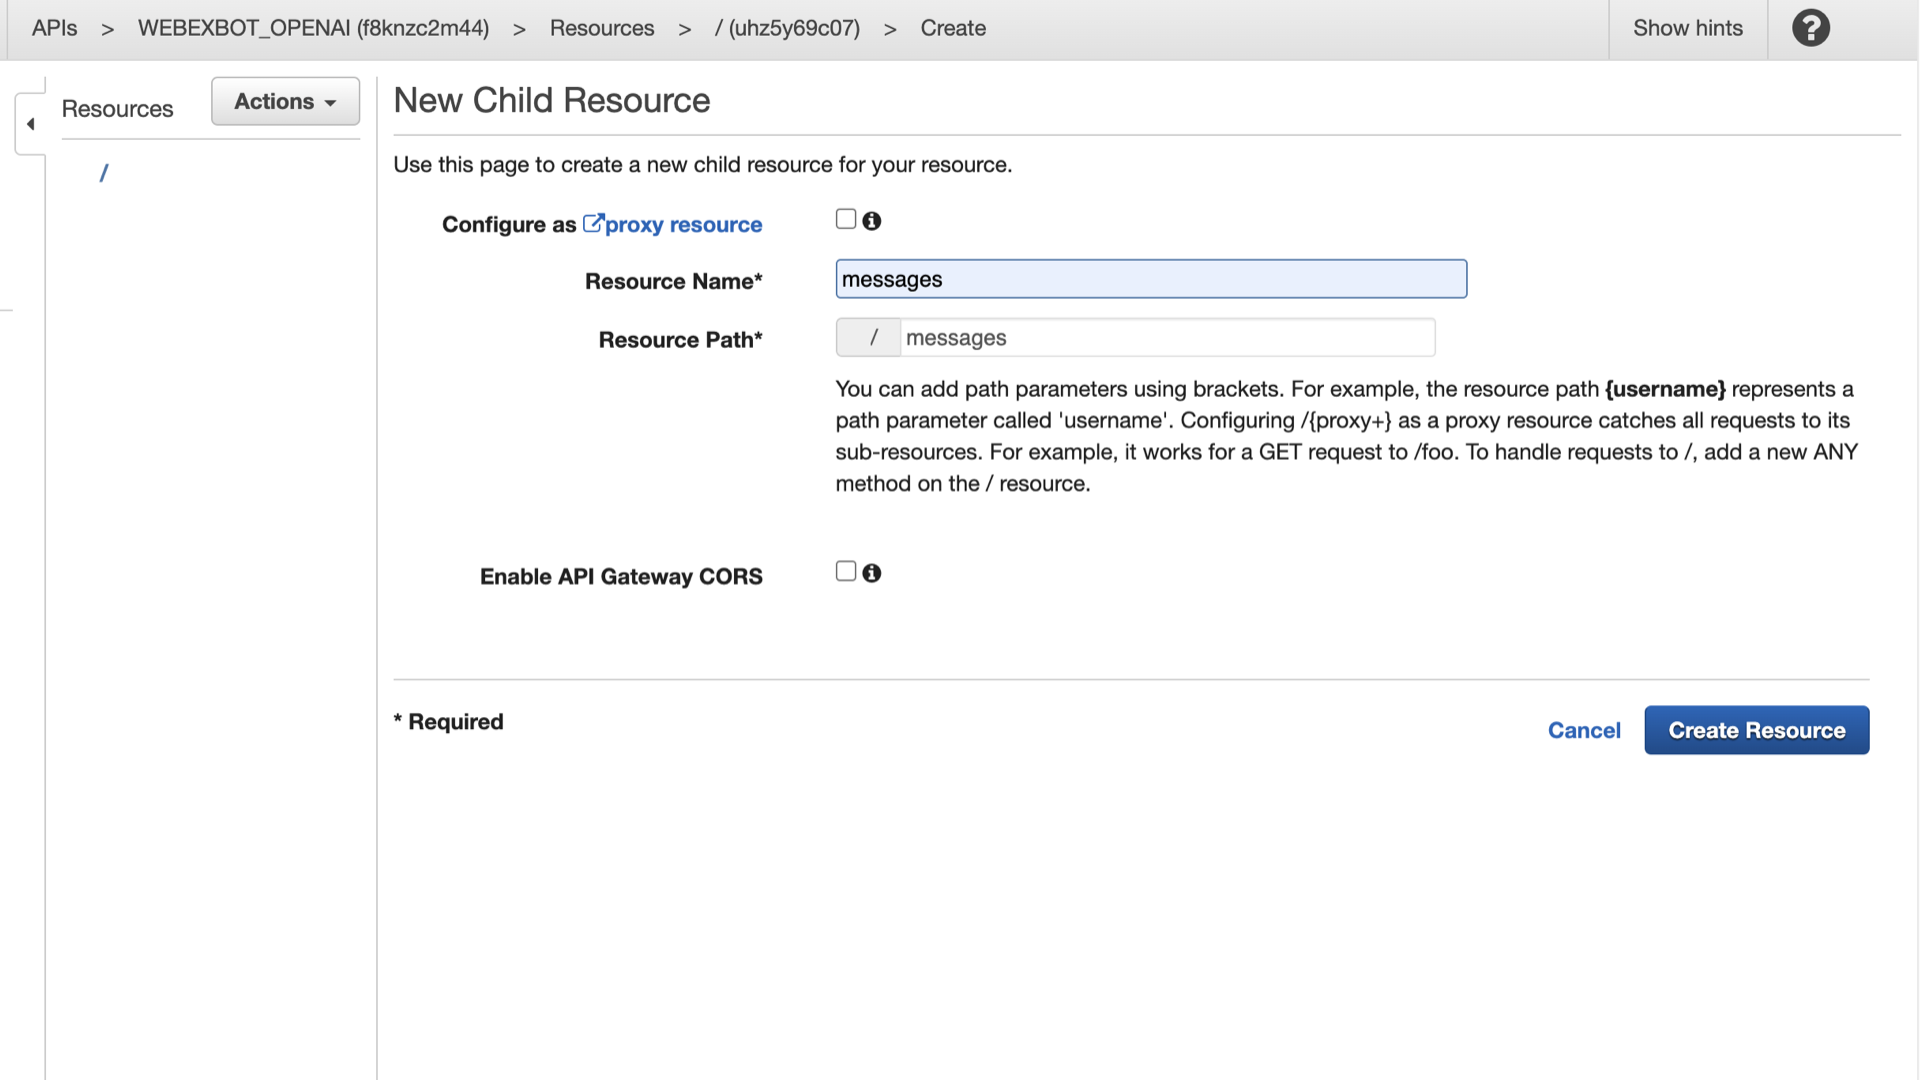 APIs > WEBEXBOT_OPENAI (f8knzc2m44) > Resources > / (uhz5y69c07) > Create
Show hints
?
Resources
Actions
/
New Child Resource
Use this page to create a new child resource for your resource.
Configure as proxy resource
Resource Name*
messages
Resource Path*
/ messages
You can add path parameters using brackets. For example, the resource path {username} represents a
path parameter called 'username'. Configuring /{proxy+} as a proxy resource catches all requests to its
sub-resources. For example, it works for a GET request to /foo. To handle requests to /, add a new ANY
method on the / resource.
Enable API Gateway CORS
* Required
Cancel
Create Resource